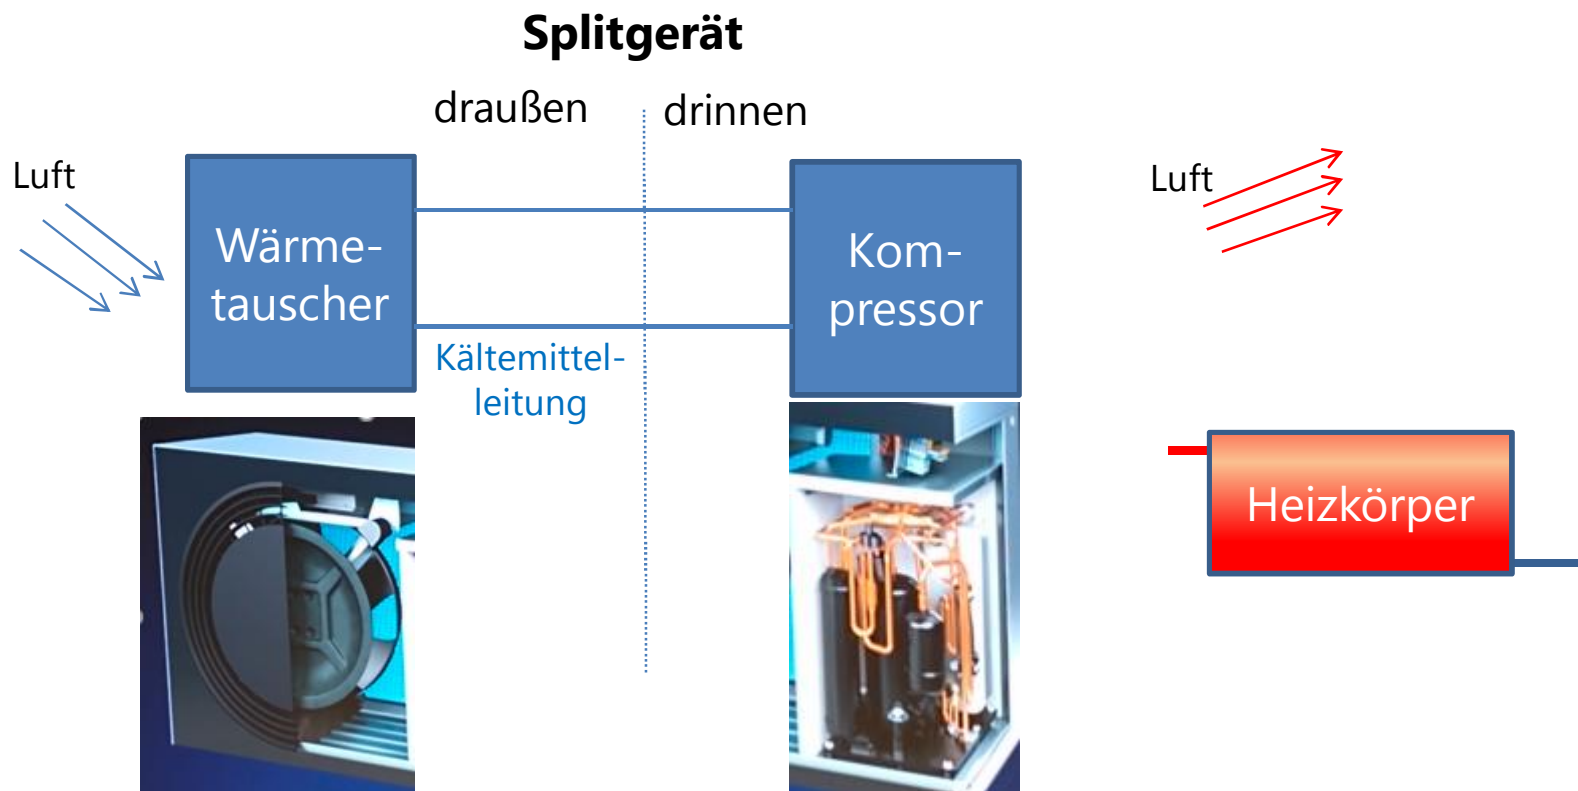 Splitgerät
draußen
drinnen
Luft
Wärme-
tauscher
Kom-
pressor
Luft
Kältemittel-
leitung
Heizkörper